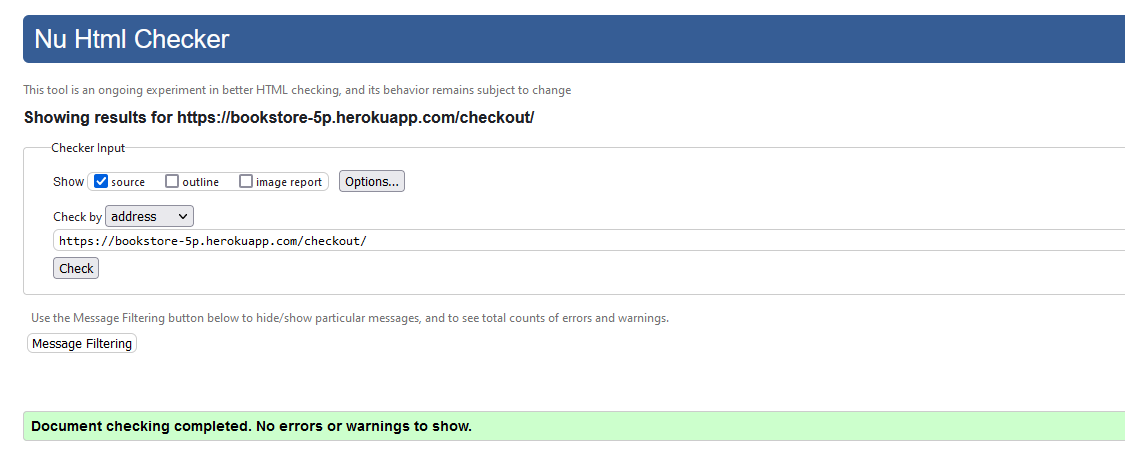 Nu Html Checker
This tool is an ongoing experiment in better HTML checking, and its behavior remains subject to change
Showing results for https://bookstore-5p.herokuapp.com/checkout/
Checker Input
Show source outline image report Options...
Check by address
https://bookstore-5p.herokuapp.com/checkout/
Check
Use the Message Filtering button below to hide/show particular messages, and to see total counts of errors and warnings.
Message Filtering
Document checking completed. No errors or warnings to show.